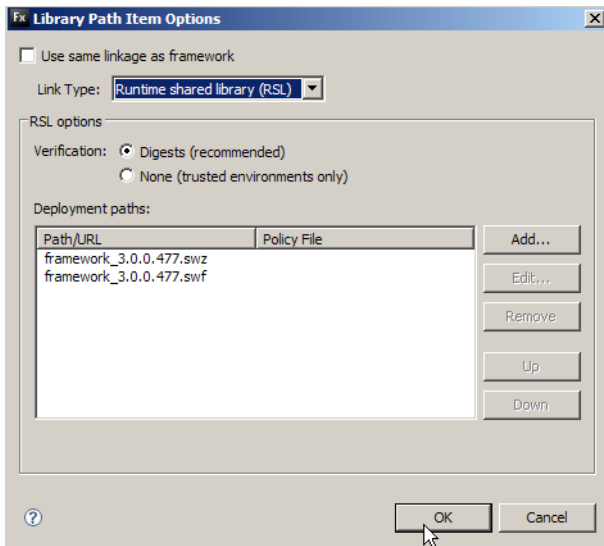 Fx Library Path Item Options
Use same linkage as framework
Link Type: Runtime shared library (RSL)
RSL options
Verification: Digests (recommended)
None (trusted environments only)
Deployment paths:
Path/URL Policy File Add...
framework_3.0.0.477.swz
framework_3.0.0.477.swf
Edit...
Remove
Up
Down
? OK Cancel